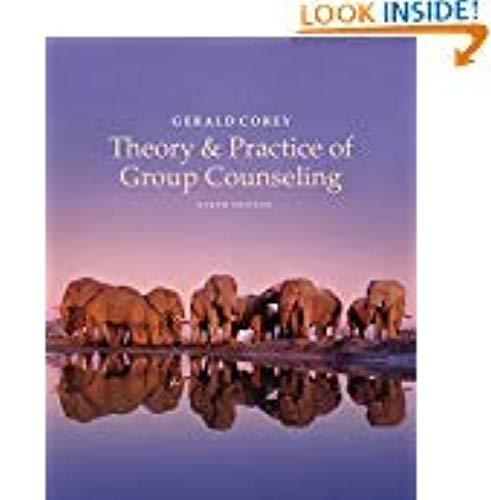 LOOK INSIDE!
GERALD COREY
Theory & Practice of
Group Counseling